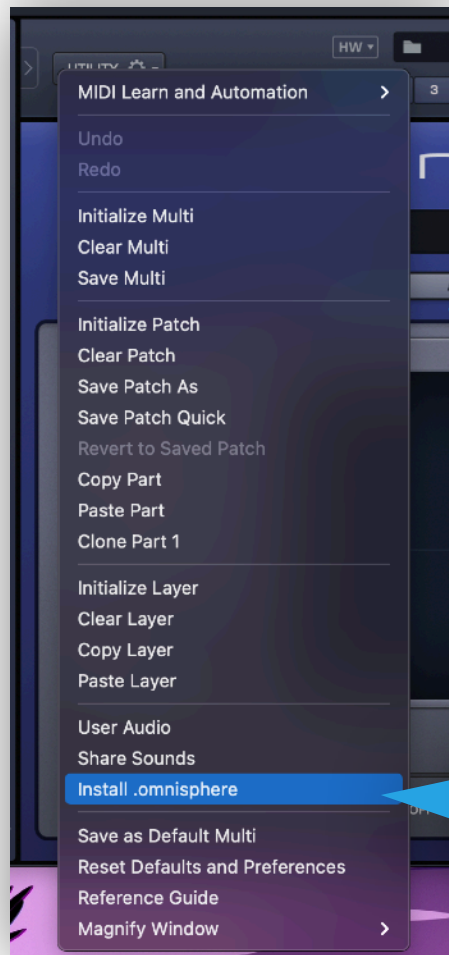 HW
UTILITY
3
MIDI Learn and Automation
Undo
Redo
Initialize Multi
Clear Multi
Save Multi
Initialize Patch
Clear Patch
Save Patch As
Save Patch Quick
Revert to Saved Patch
Copy Part
Paste Part
Clone Part 1
Initialize Layer
Clear Layer
Copy Layer
Paste Layer
User Audio
Share Sounds
Install .omnisphere
Save as Default Multi
Reset Defaults and Preferences
Reference Guide
Magnify Window